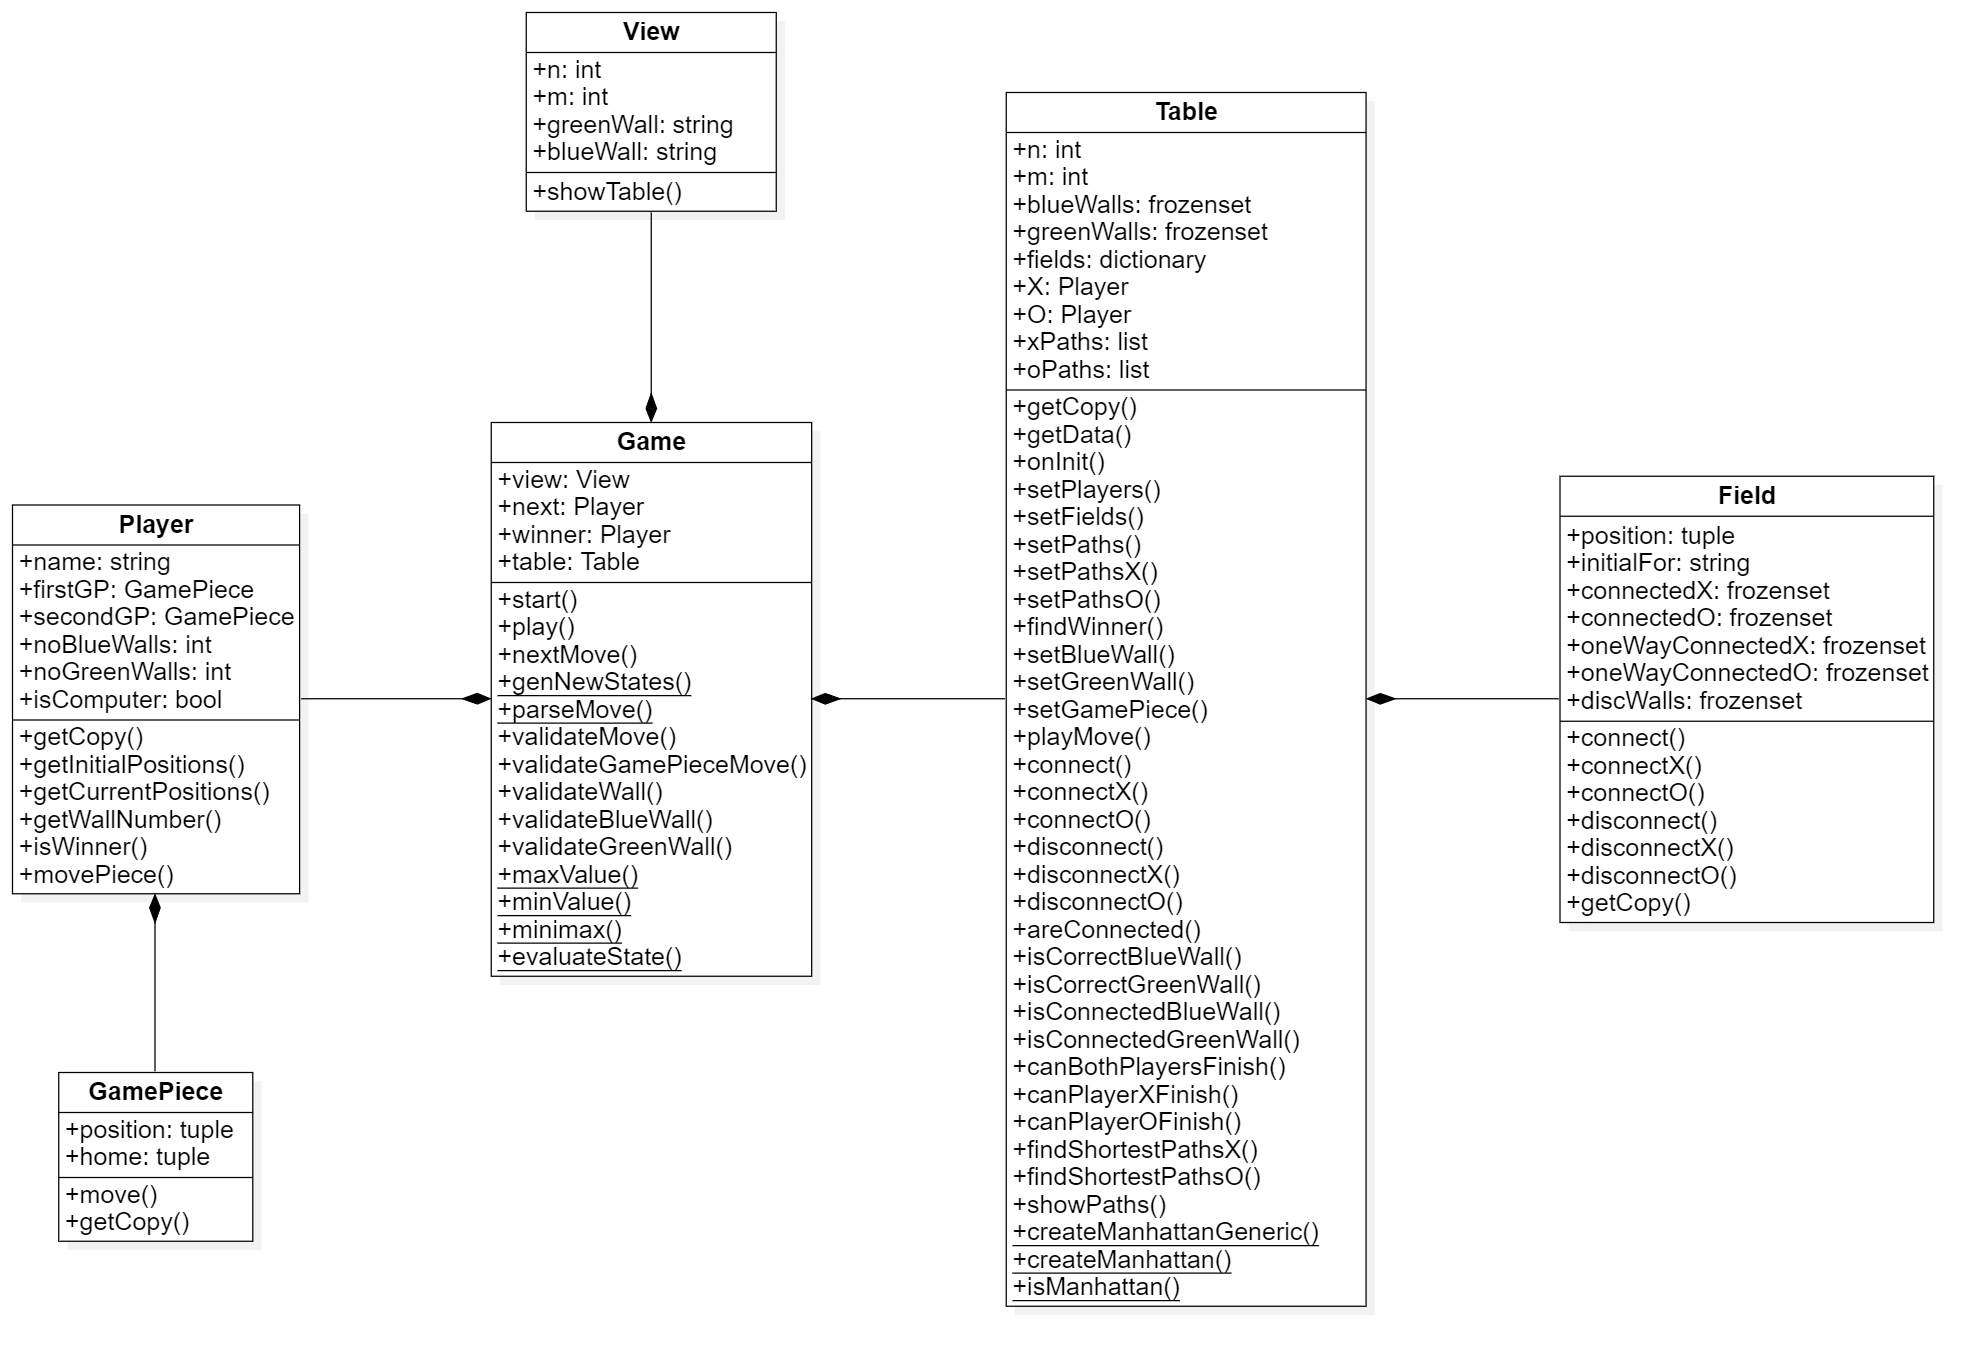 View
+n: int
+m: int
+greenWall: string
+blueWall: string
+showTable()
Table
+n: int
+m: int
+blueWalls: frozenset
+greenWalls: frozenset
+fields: dictionary
+X: Player
+O: Player
+xPaths: list
+oPaths: list
+getCopy()
+getData()
+onInit()
+setPlayers()
+setFields()
+setPaths()
+setPathsX()
+setPathsO()
+findWinner()
+setBlueWall()
+setGreenWall()
+setGamePiece()
+playMove()
+connect()
+connectX()
+connectO()
+disconnect()
+disconnectX()
+disconnectO()
+areConnected()
+isCorrectBlueWall()
+isCorrectGreenWall()
+isConnectedBlueWall()
+isConnectedGreenWall()
+canBothPlayersFinish()
+canPlayerXFinish()
+canPlayerOFinish()
+findShortestPathsX()
+findShortestPathsO()
+showPaths()
+createManhattanGeneric()
+createManhattan()
+isManhattan()
Game
+view: View
+next: Player
+winner: Player
+table: Table
+start()
+play()
+nextMove()
+genNewStates()
+parseMove()
+validateMove()
+validateGamePieceMove()
+validateWall()
+validateBlueWall()
+validateGreenWall()
+maxValue()
+minValue()
+minimax()
+evaluateState()
Field
+position: tuple
+initialFor: string
+connectedX: frozenset
+connectedO: frozenset
+oneWayConnectedX: frozenset
+oneWayConnectedO: frozenset
+discWalls: frozenset
+connect()
+connectX()
+connectO()
+disconnect()
+disconnectX()
+disconnectO()
+getCopy()
Player
+name: string
+firstGP: GamePiece
+secondGP: GamePiece
+noBlueWalls: int
+noGreenWalls: int
+isComputer: bool
+getCopy()
+getInitialPositions()
+getCurrentPositions()
+getWallNumber()
+isWinner()
+movePiece()
GamePiece
+position: tuple
+home: tuple
+move()
+getCopy()